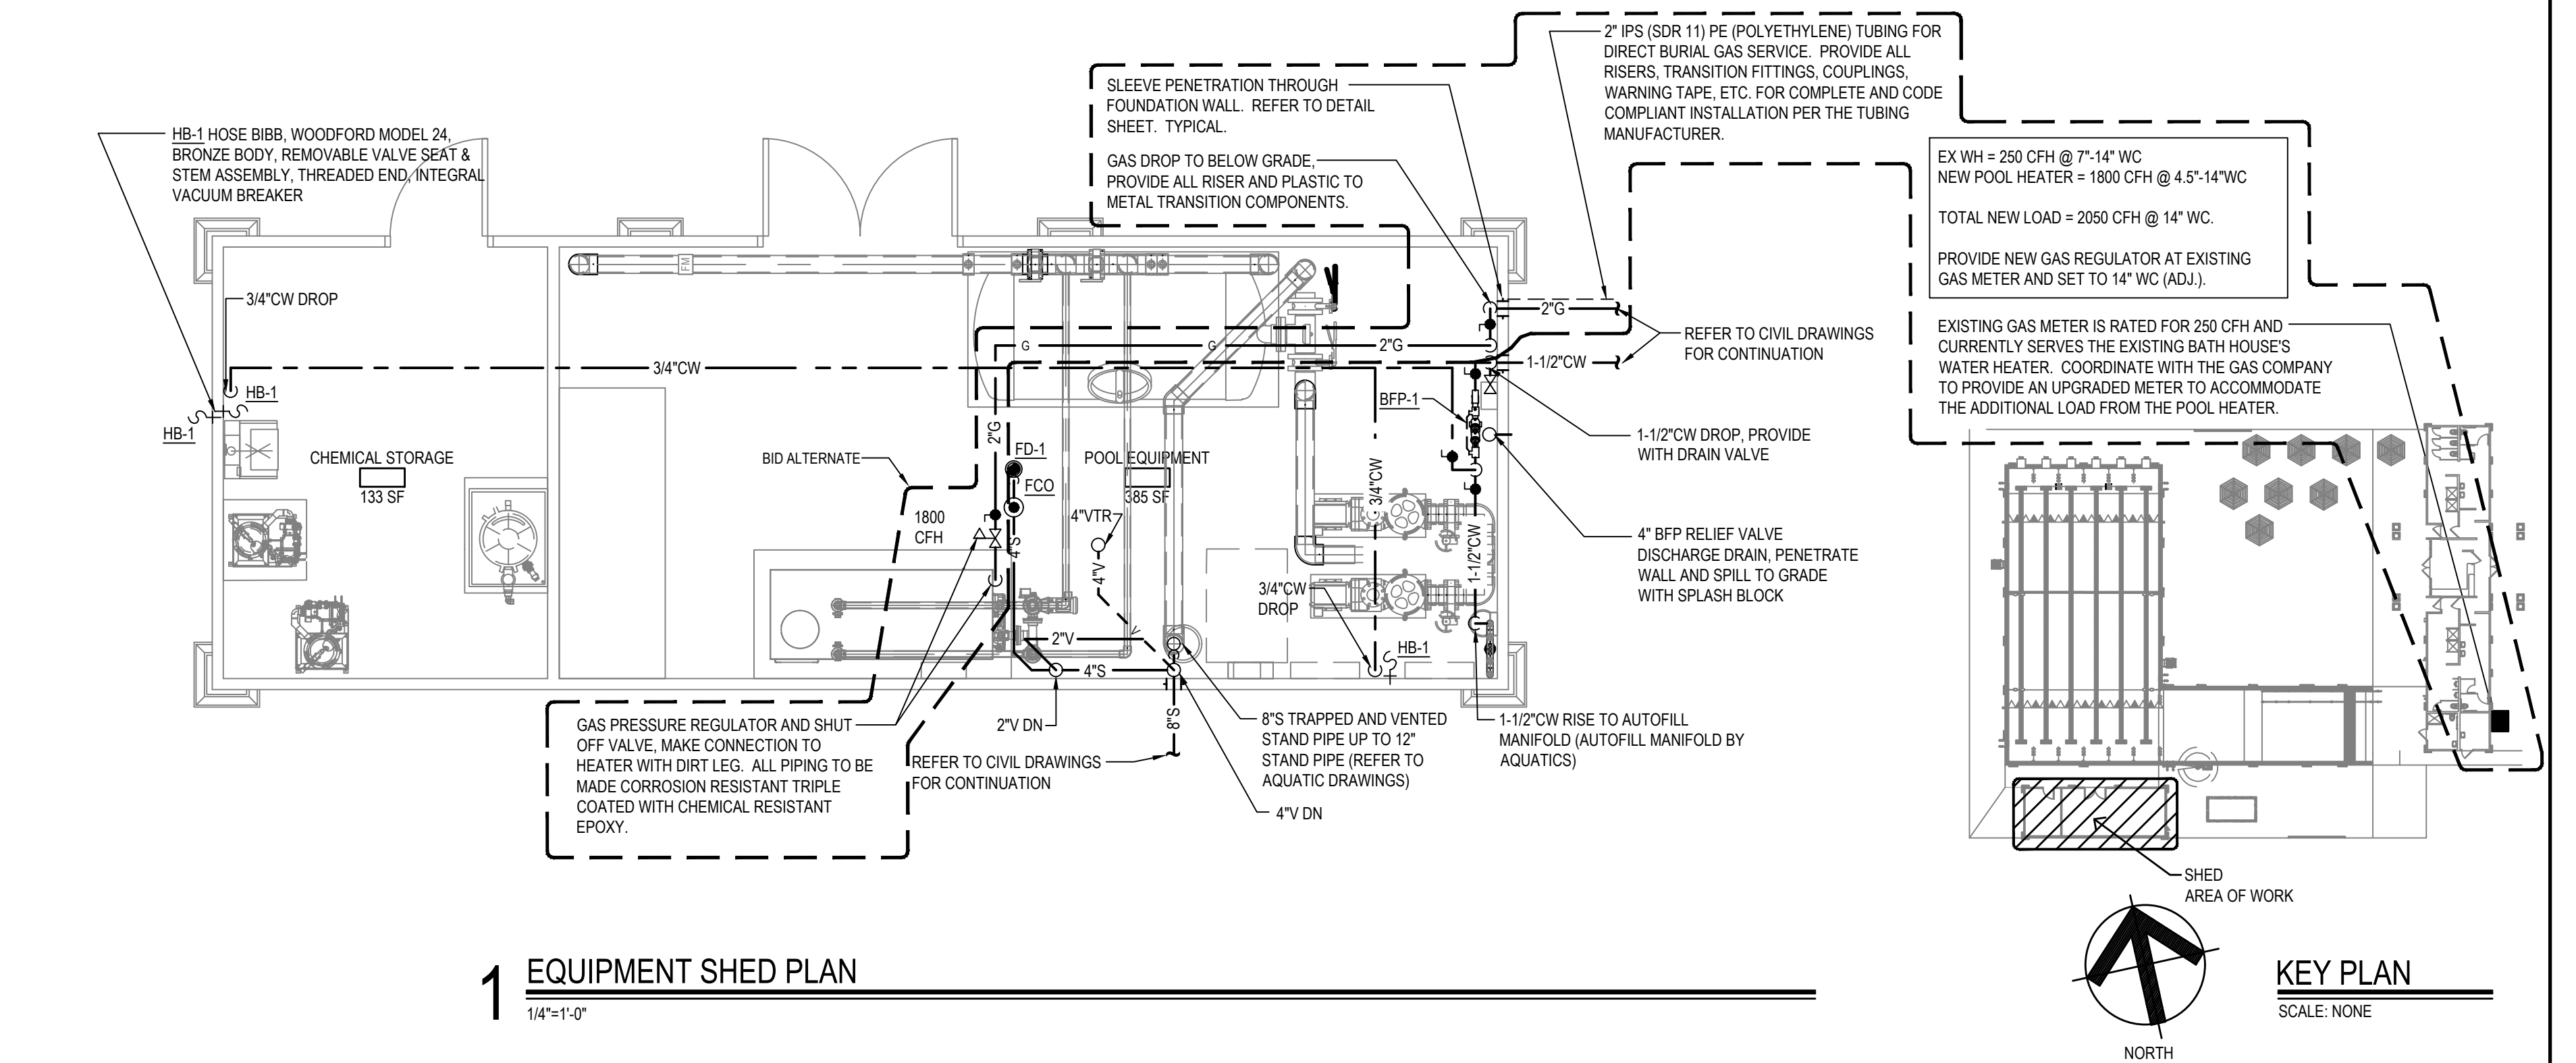 HB-1 HOSE BIBB, WOODFORD MODEL 24,
BRONZE BODY, REMOVABLE VALVE SEAT &
STEM ASSEMBLY, THREADED END, INTEGRAL
VACUUM BREAKER
SLEEVE PENETRATION THROUGH
FOUNDATION WALL. REFER TO DETAIL
SHEET. TYPICAL.
GAS DROP TO BELOW GRADE,
PROVIDE ALL RISER AND PLASTIC TO
METAL TRANSITION COMPONENTS.
2" IPS (SDR 11) PE (POLYETHYLENE) TUBING FOR
DIRECT BURIAL GAS SERVICE. PROVIDE ALL
RISERS, TRANSITION FITTINGS, COUPLINGS,
WARNING TAPE, ETC. FOR COMPLETE AND CODE
COMPLIANT INSTALLATION PER THE TUBING
MANUFACTURER.
EX WH = 250 CFH @ 7"-14" WC
NEW POOL HEATER = 1800 CFH @ 4.5"-14"WC
TOTAL NEW LOAD = 2050 CFH @ 14" WC.
PROVIDE NEW GAS REGULATOR AT EXISTING
GAS METER AND SET TO 14" WC (ADJ.).
EXISTING GAS METER IS RATED FOR 250 CFH AND
CURRENTLY SERVES THE EXISTING BATH HOUSE'S
WATER HEATER. COORDINATE WITH THE GAS COMPANY
TO PROVIDE AN UPGRADED METER TO ACCOMMODATE
THE ADDITIONAL LOAD FROM THE POOL HEATER.
3/4"CW DROP
FM
2"G
REFER TO CIVIL DRAWINGS
FOR CONTINUATION
G
G
2"G
1-1/2"CW
3/4"CW
HB-1
HB-1
BFP-1
2"G
1-1/2"CW DROP, PROVIDE
WITH DRAIN VALVE
CHEMICAL STORAGE
133 SF
BID ALTERNATE
FD-1
FCO
POOL EQUIPMENT
385 SF
3/4"CW
1800
CFH
4"S
4"VTR
4"V
1-1/2"CW
4" BFP RELIEF VALVE
DISCHARGE DRAIN, PENETRATE
WALL AND SPILL TO GRADE
WITH SPLASH BLOCK
3/4"CW
DROP
2"V
V
4"S
HB-1
GAS PRESSURE REGULATOR AND SHUT
OFF VALVE, MAKE CONNECTION TO
HEATER WITH DIRT LEG. ALL PIPING TO BE
MADE CORROSION RESISTANT TRIPLE
COATED WITH CHEMICAL RESISTANT
EPOXY.
2"V DN
8"S
REFER TO CIVIL DRAWINGS
FOR CONTINUATION
8"S TRAPPED AND VENTED
STAND PIPE UP TO 12"
STAND PIPE (REFER TO
AQUATIC DRAWINGS)
4"V DN
1-1/2"CW RISE TO AUTOFILL
MANIFOLD (AUTOFILL MANIFOLD BY
AQUATICS)
SHED
AREA OF WORK
1 EQUIPMENT SHED PLAN
1/4"=1'-0"
NORTH
KEY PLAN
SCALE: NONE